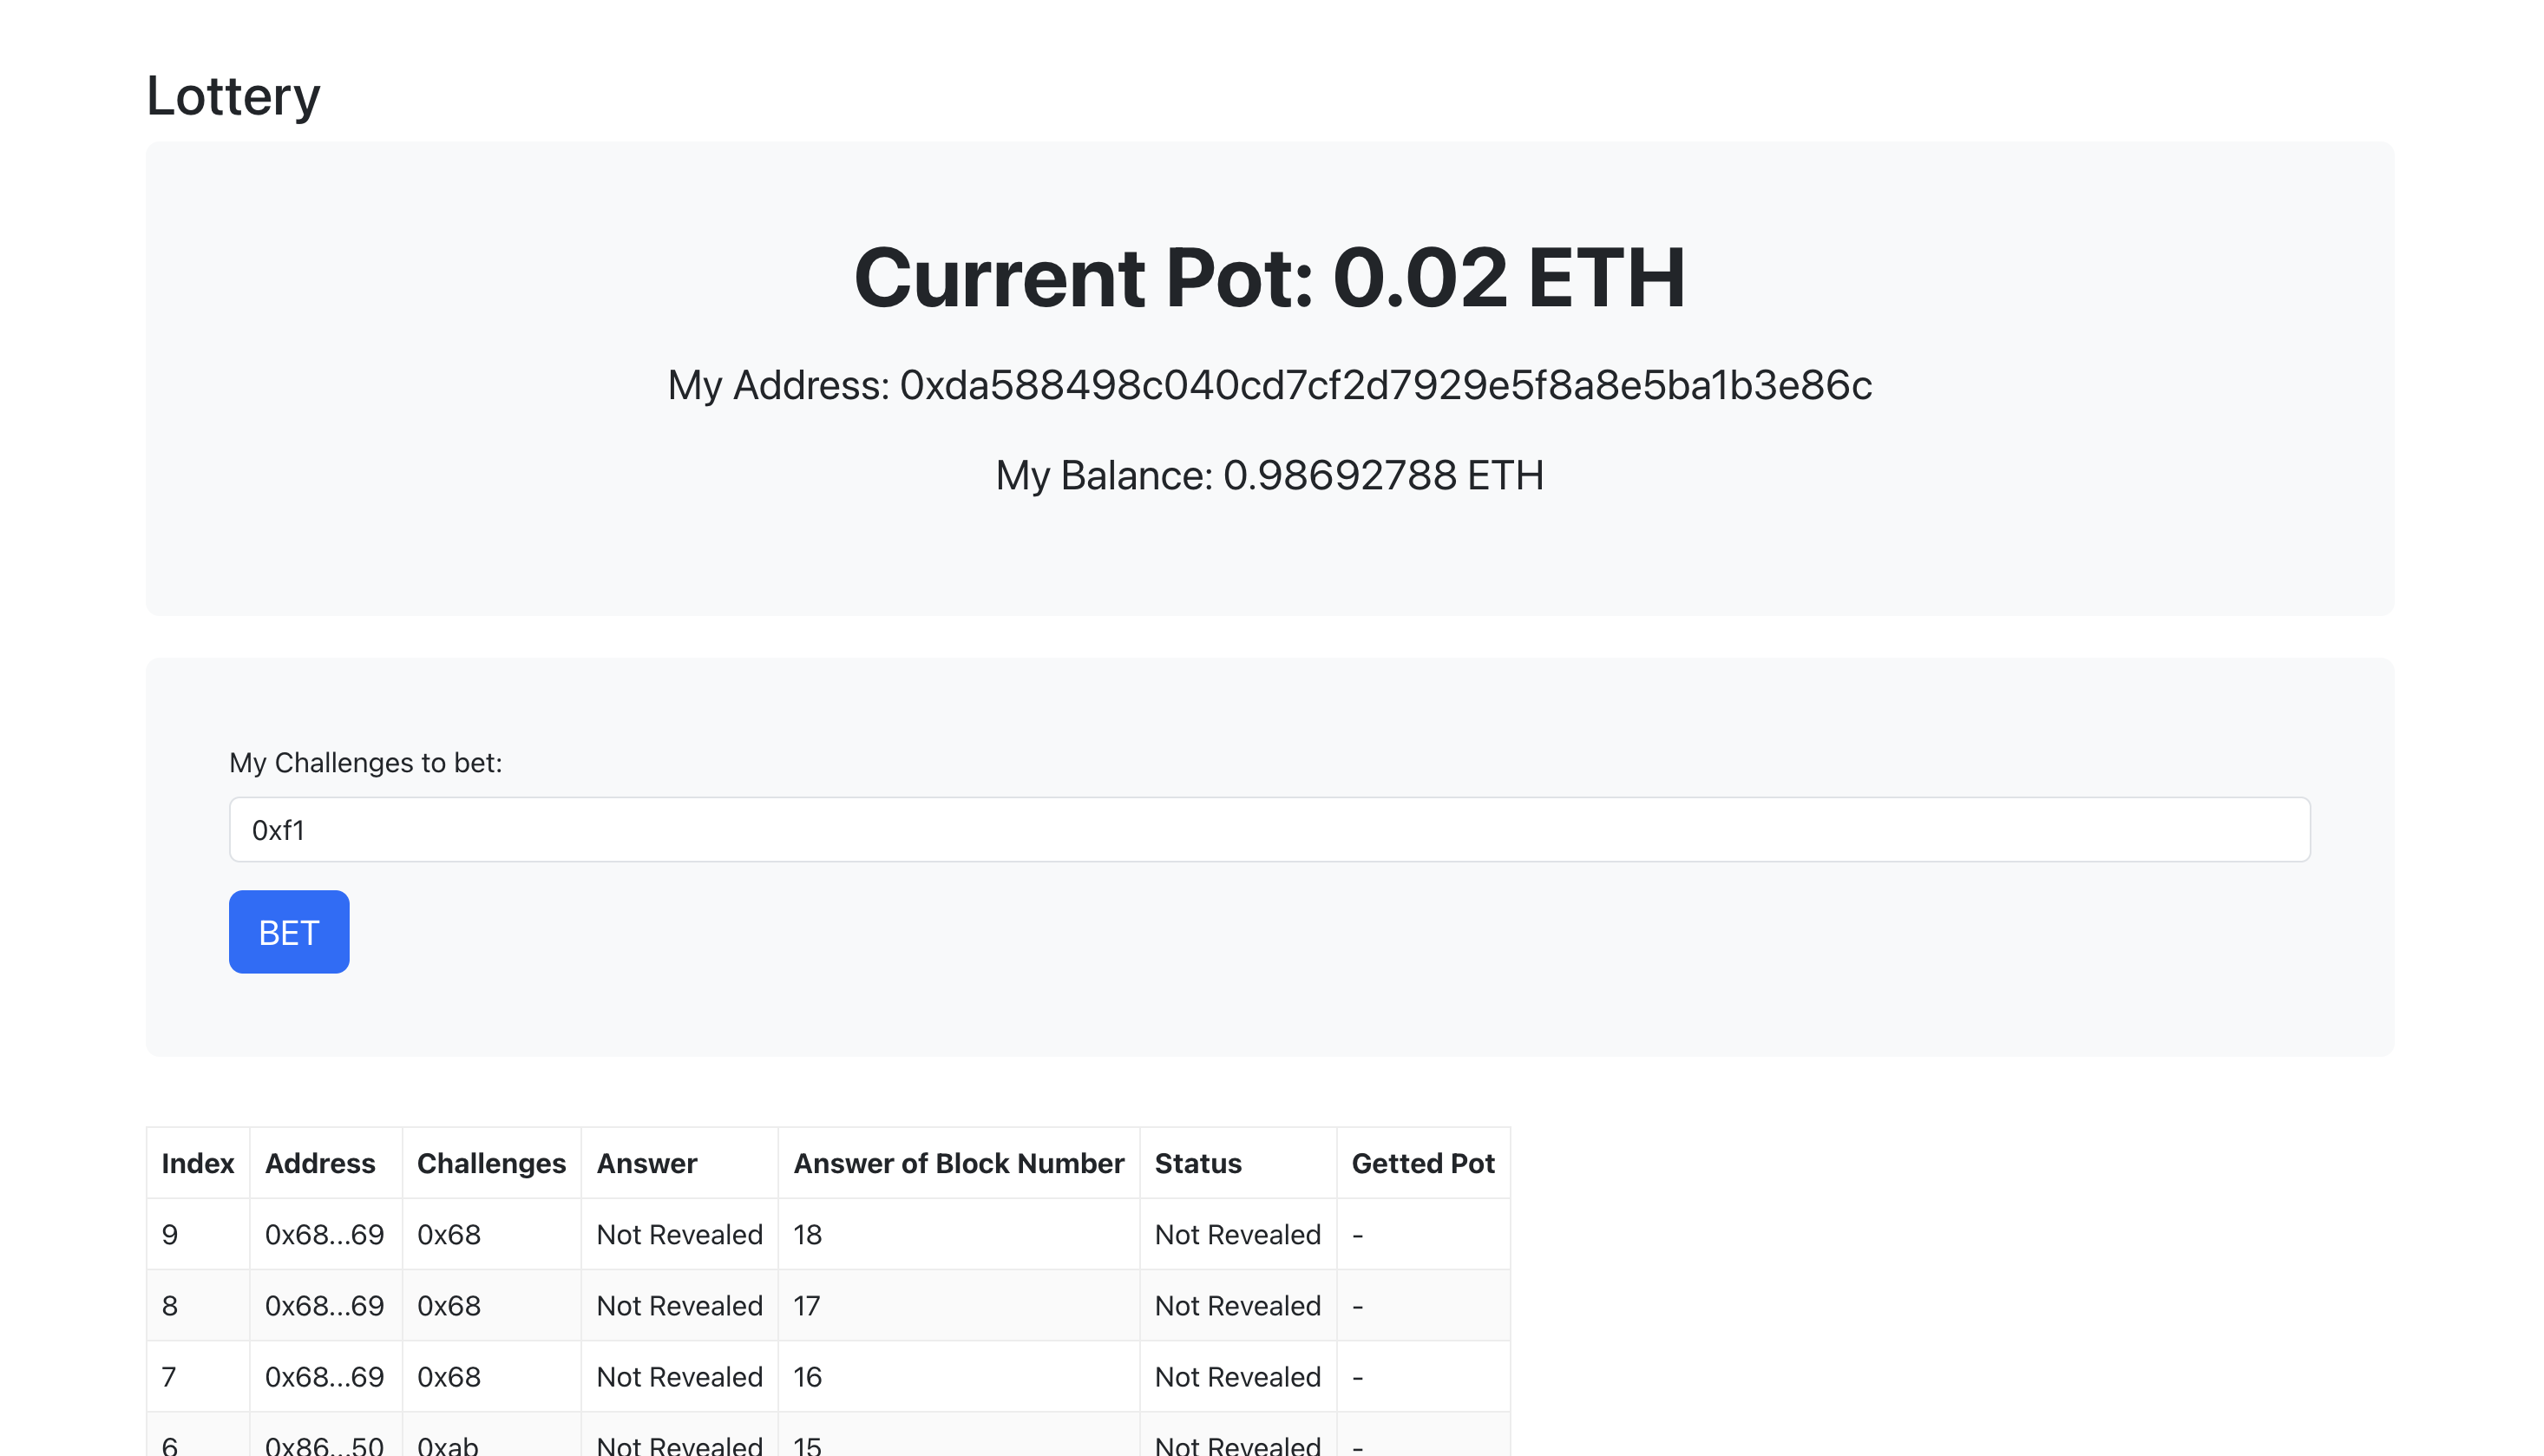 Lottery
Current Pot: 0.02 ETH
My Address: 0xda588498c040cd7cf2d7929e5f8a8e5ba1b3e86c
My Balance: 0.98692788 ETH
My Challenges to bet:
0xf1
BET
Index Address Challenges Answer Answer of Block Number Status Getted Pot
9 0x68...69 0x68 Not Revealed 18 Not Revealed -
8 0x68...69 0x68 Not Revealed 17 Not Revealed -
7 0x68...69 0x68 Not Revealed 16 Not Revealed -
6 0x86...50 0xab Not Revealed 15 Not Revealed -